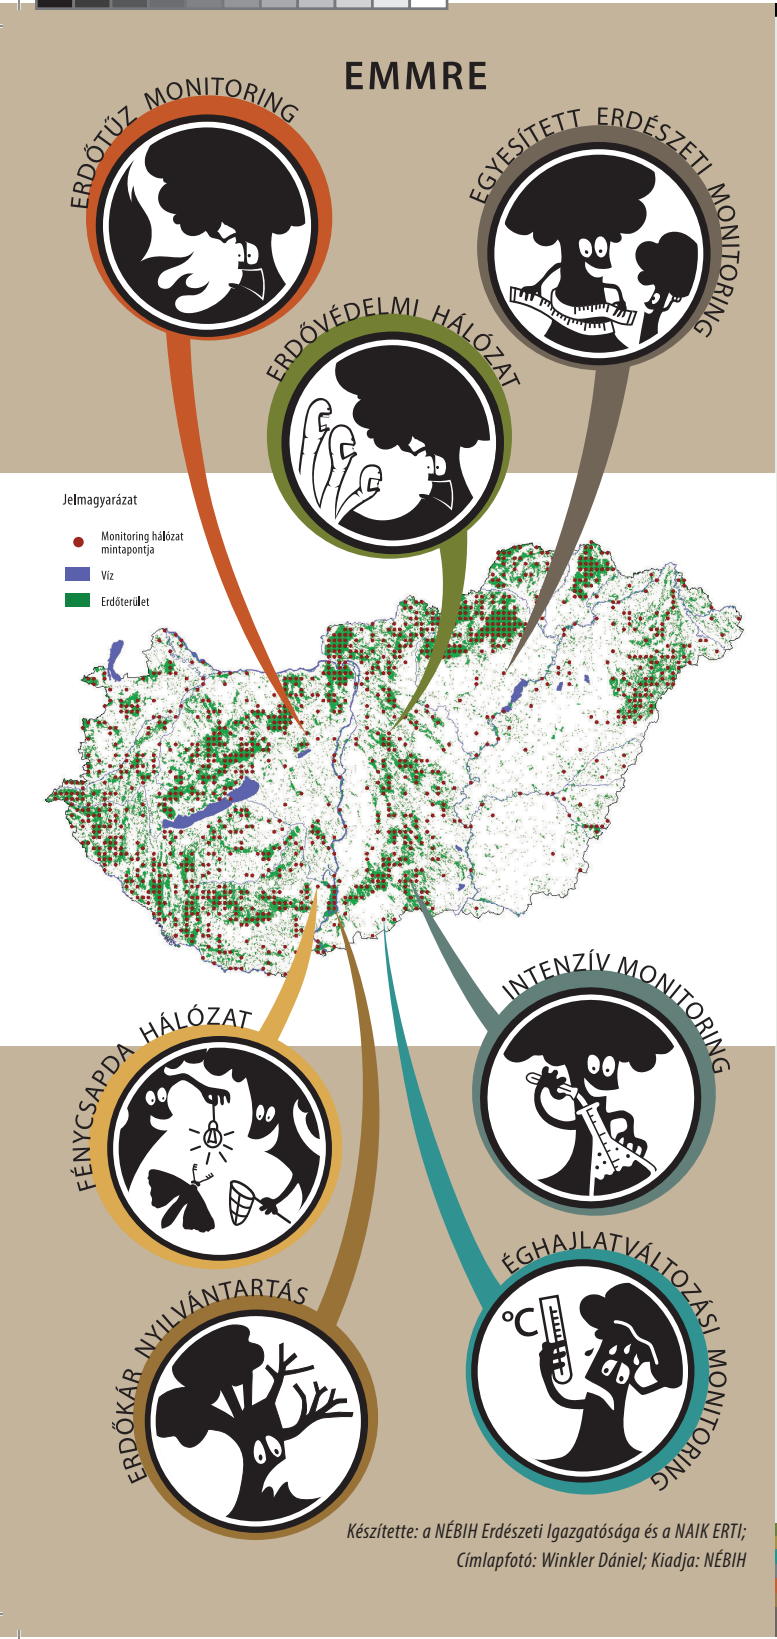 EMMRE
ERDŐTŰZ MONITORING
EGYESÍTETT ERDÉSZETI MONITORING
ERDŐVÉDELMI HÁLÓZAT
Jelmagyarázat
Monitoring hálózat
mintapontja
Víz
Erdőterület
INTENZÍV MONITORING
FÉNYCSAPDA HÁLÓZAT
ÉGHAJLATVÁLTOZÁSI MONITORING
°C
ERDŐKÁR NYILVÁNTARTÁS
Készítette: a NÉBIH Erdészeti Igazgatósága és a NAIK ERTI;
Címlapfotó: Winkler Dániel; Kiadja: NÉBIH